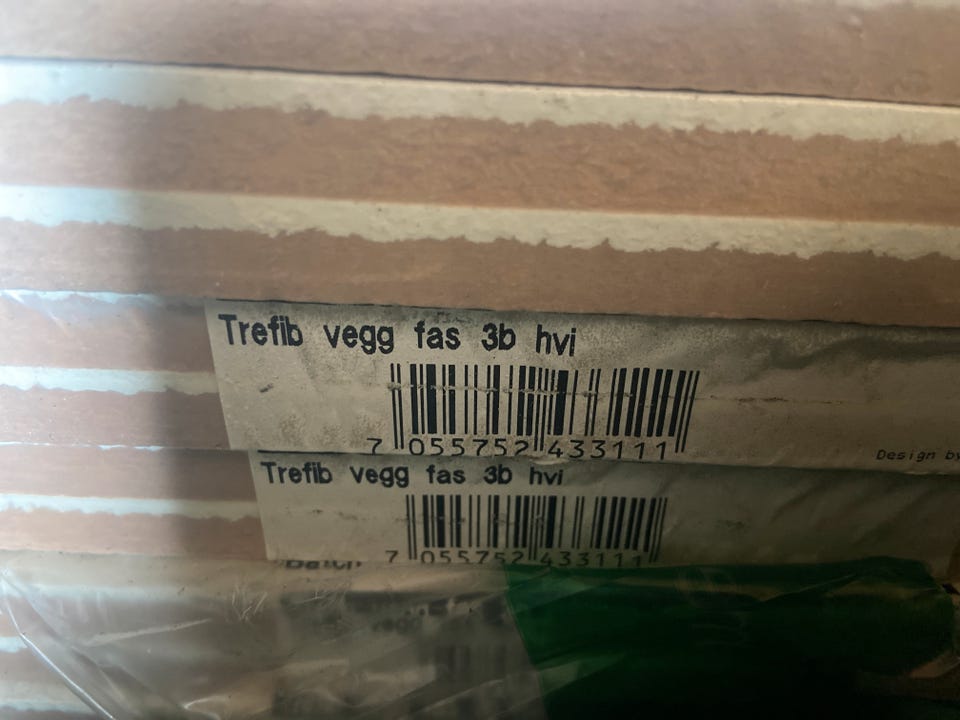 Trefib vegg fas 3b hvi
7 055752 433111
Design by
Trefib vegg fas 3b hvi
7 055752 433111